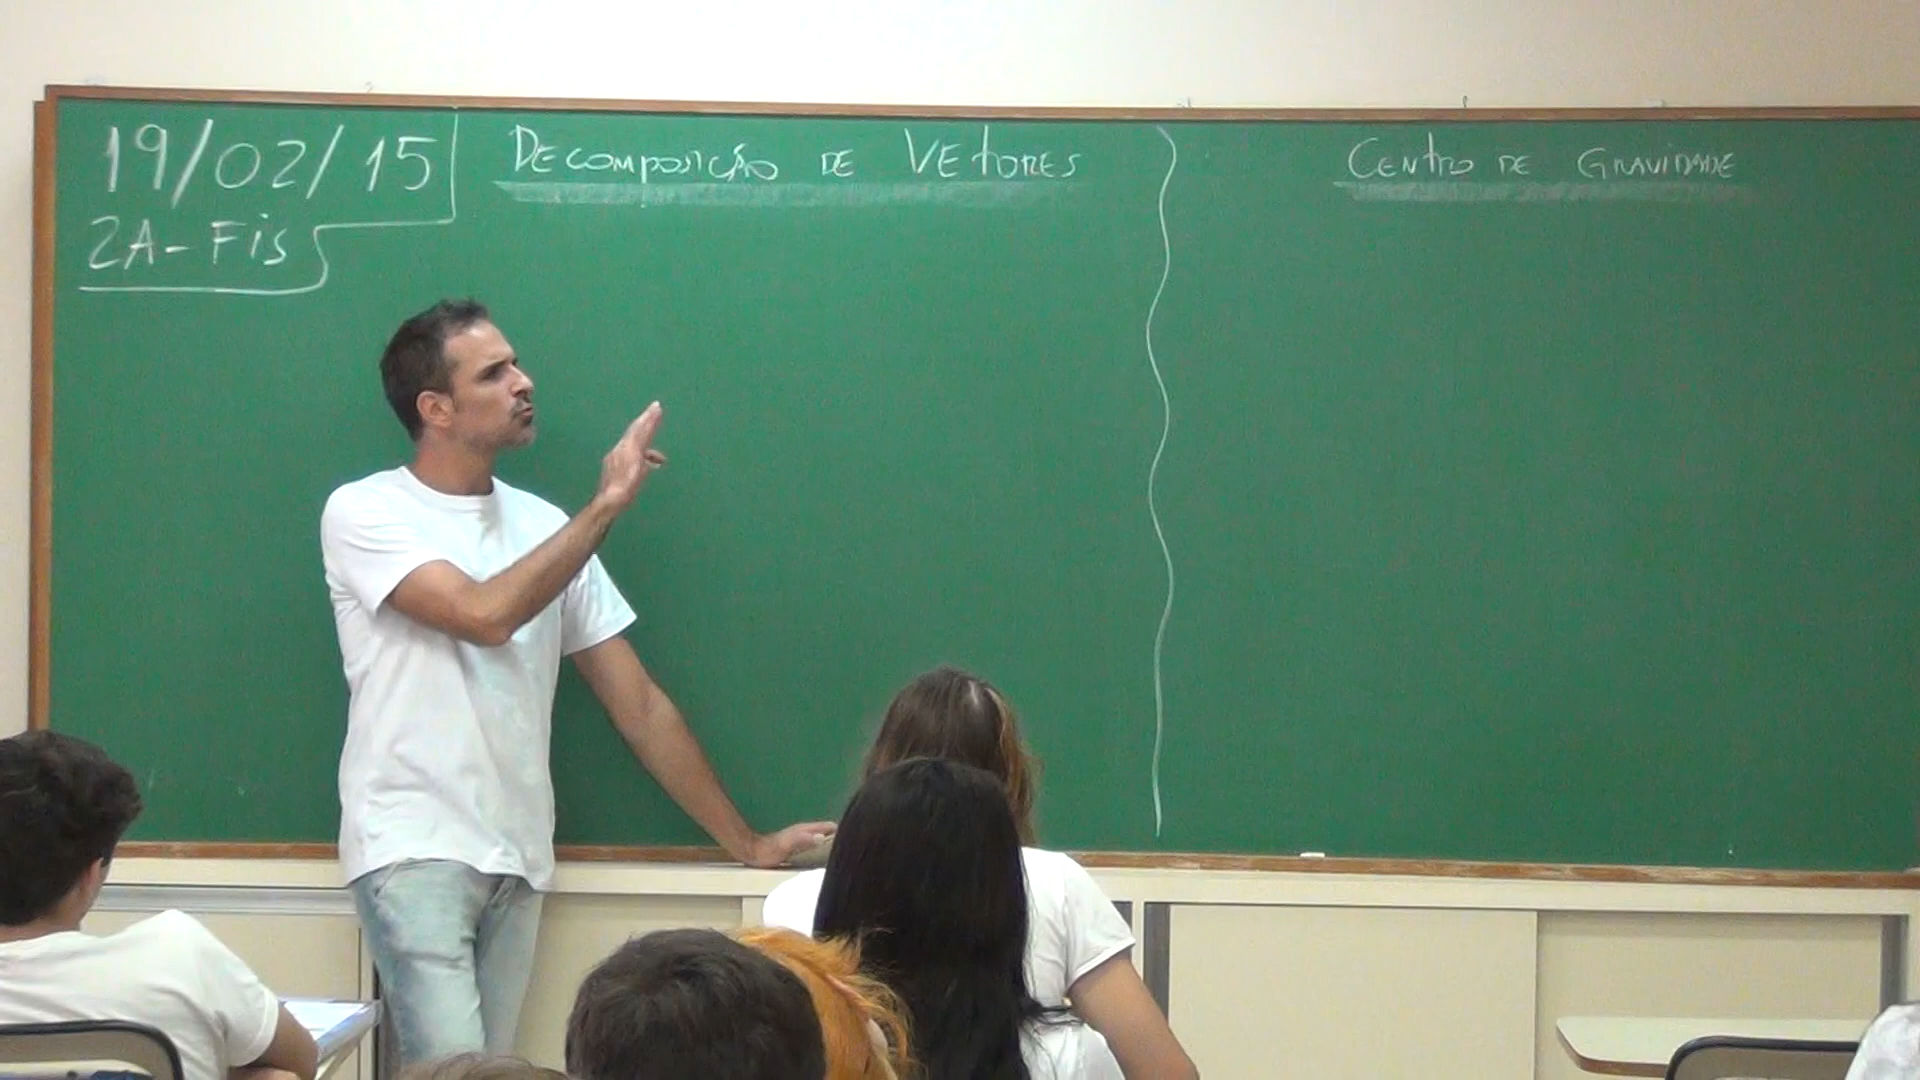 19/02/15
2A-Fis
DECOMPOSIÇÃO DE VETORES
CENTRO DE GRAVIDADE